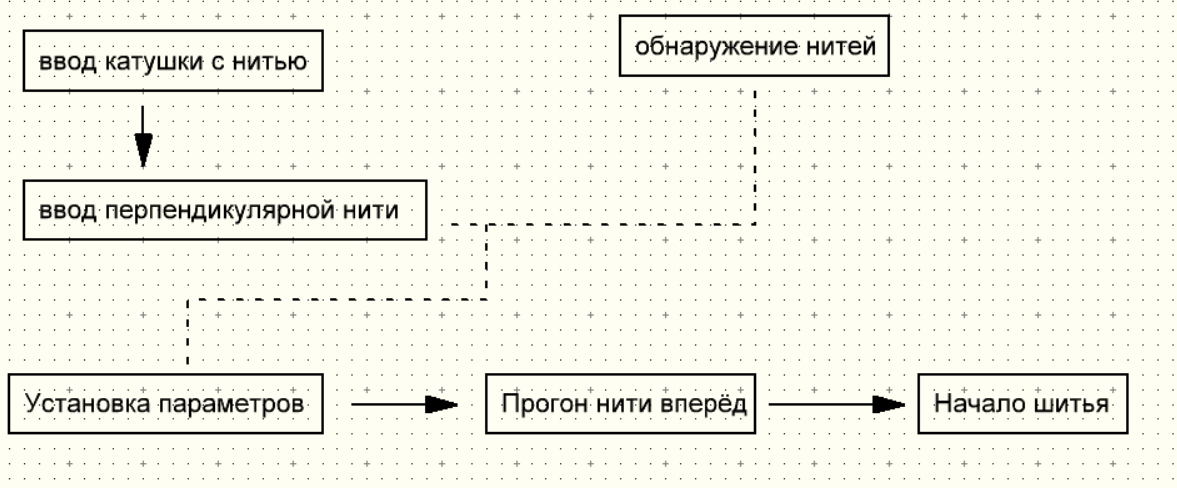 ввод катушки с нитью
обнаружение нитей
ввод перпендикулярной нити
Установка параметров
Прогон нити вперёд
Начало шитья